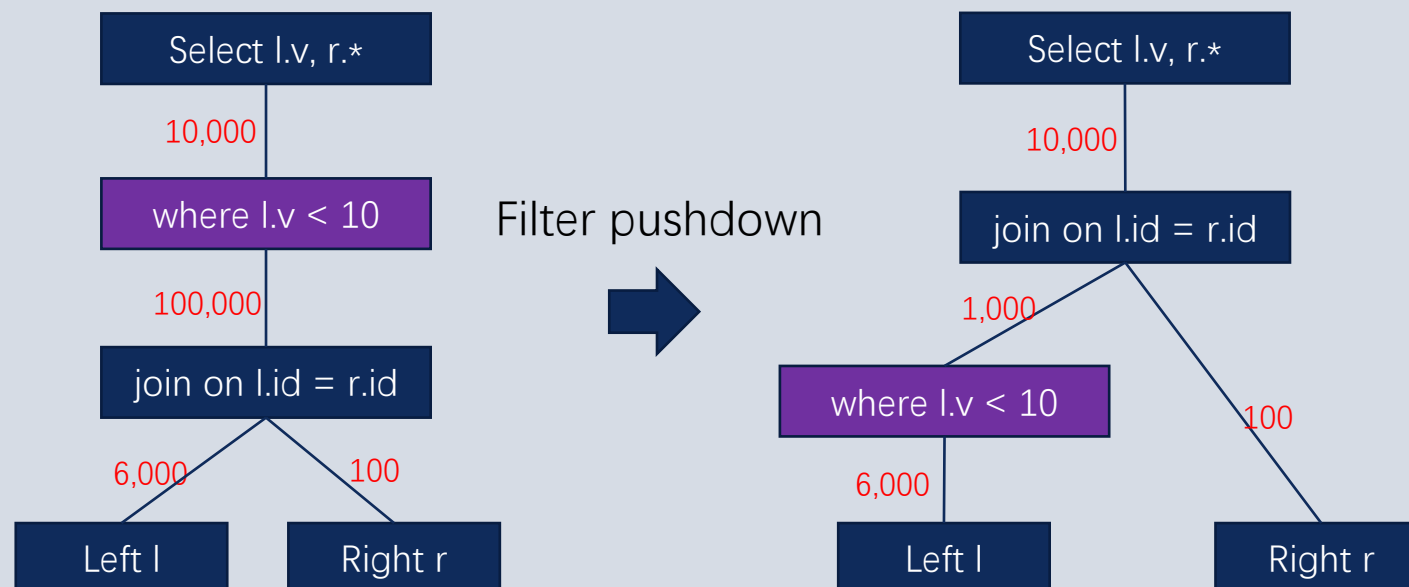 Select l.v, r.*
10,000
where l.v < 10
100,000
join on l.id = r.id
6,000
100
Left l
Right r
Filter pushdown
Select l.v, r.*
10,000
join on l.id = r.id
1,000
where l.v < 10
100
6,000
Left l
Right r